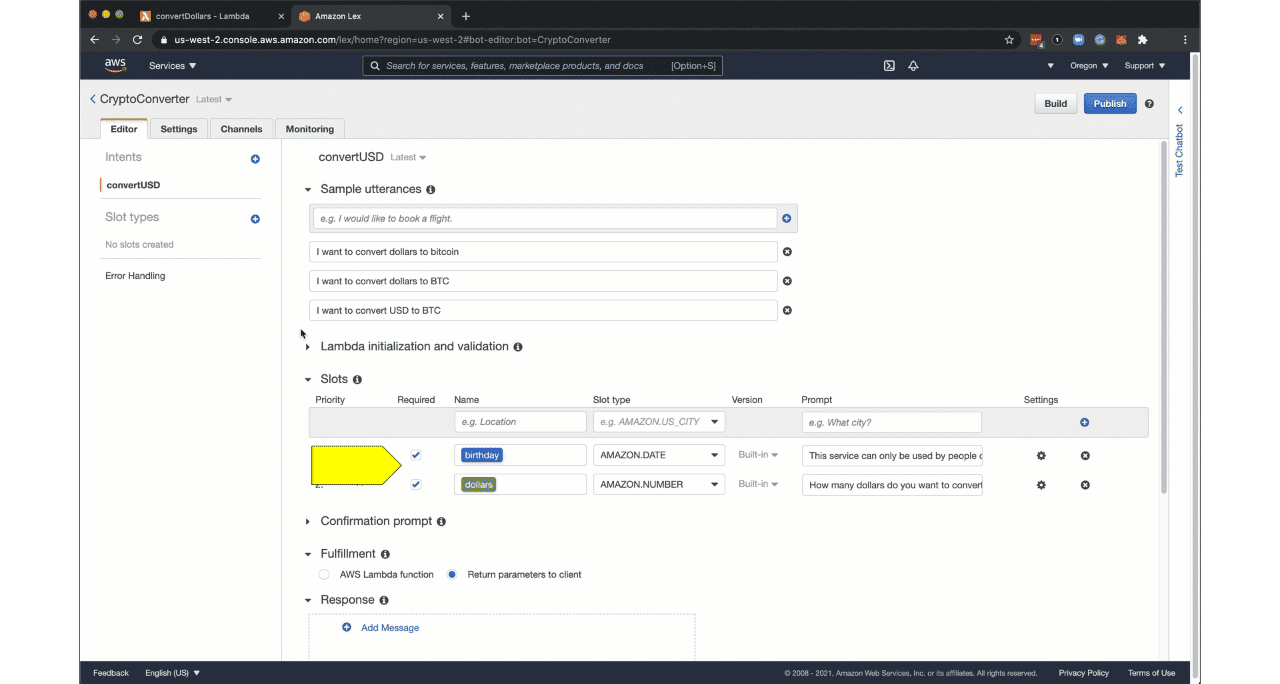 convertDollars - Lambda
Amazon Lex
us-west-2.console.aws.amazon.com/lex/home?region=us-west-2#bot-editor:bot=CryptoConverter
aws Services Search for services, features, marketplace products, and docs [Option+S] Oregon Support
CryptoConverter Latest Build Publish
Editor Settings Channels Monitoring
Test Chatbot
Intents
convertUSD
Slot types
No slots created
Error Handling
convertUSD Latest
Sample utterances
e.g. I would like to book a flight.
I want to convert dollars to bitcoin
I want to convert dollars to BTC
I want to convert USD to BTC
Lambda initialization and validation
Slots
Priority Required Name Slot type Version Prompt Settings
e.g. Location e.g. AMAZON.US_CITY e.g. What city?
birthday AMAZON.DATE Built-in This service can only be used by people
dollars AMAZON.NUMBER Built-in How many dollars do you want to convert
Confirmation prompt
Fulfillment
AWS Lambda function Return parameters to client
Response
Add Message
Feedback English (US) © 2008 - 2021, Amazon Web Services, Inc. or its affiliates. All rights reserved. Privacy Policy Terms of Use